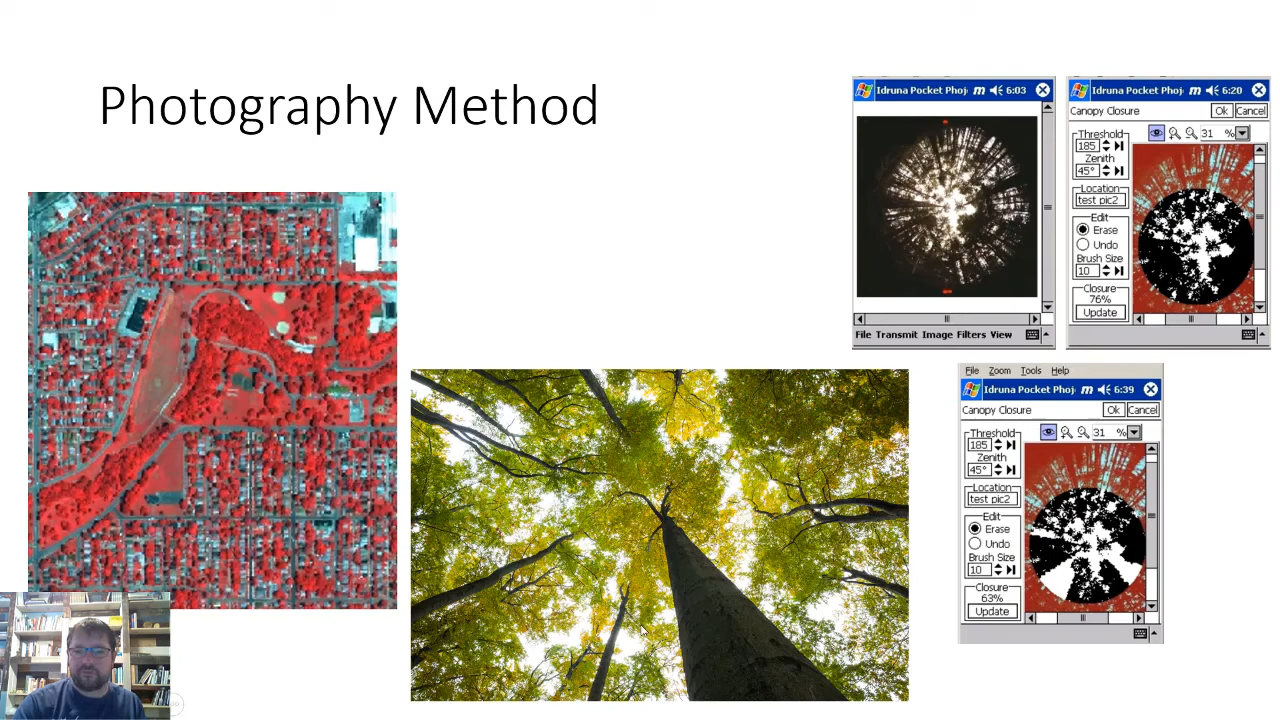 Photography Method
Idruna Pocket Phoj m 6:03
File Transmit Image Filters View
Idruna Pocket Phoj m 6:20
Canopy Closure Ok Cancel
Threshold
185
Zenith
45°
Location
test pic2
Edit
Erase
Undo
Brush Size
10
Closure
76%
Update
31 %
File Zoom Tools Help
Idruna Pocket Phoj m 6:39
Canopy Closure Ok Cancel
Threshold
185
Zenith
45°
Location
test pic2
Edit
Erase
Undo
Brush Size
10
Closure
63%
Update
31 %